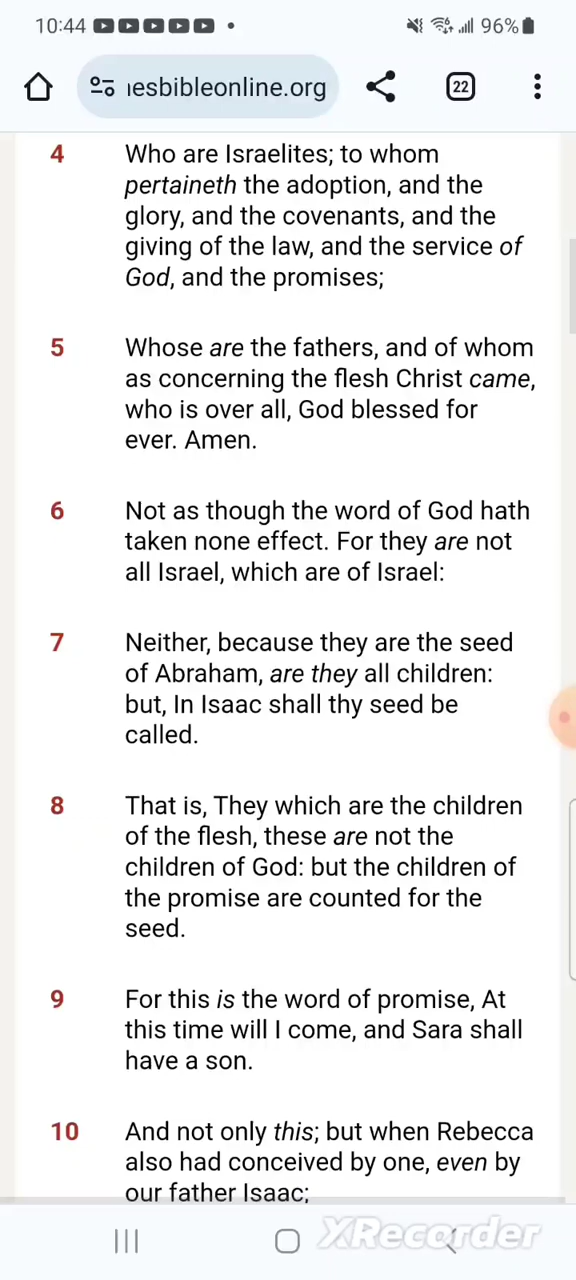 10:44 96%
iesbibleonline.org 22
4 Who are Israelites; to whom
pertaineth the adoption, and the
glory, and the covenants, and the
giving of the law, and the service of
God, and the promises;
5 Whose are the fathers, and of whom
as concerning the flesh Christ came,
who is over all, God blessed for
ever. Amen.
6 Not as though the word of God hath
taken none effect. For they are not
all Israel, which are of Israel:
7 Neither, because they are the seed
of Abraham, are they all children:
but, In Isaac shall thy seed be
called.
8 That is, They which are the children
of the flesh, these are not the
children of God: but the children of
the promise are counted for the
seed.
9 For this is the word of promise, At
this time will I come, and Sara shall
have a son.
10 And not only this; but when Rebecca
also had conceived by one, even by
our father Isaac;
XRecorder